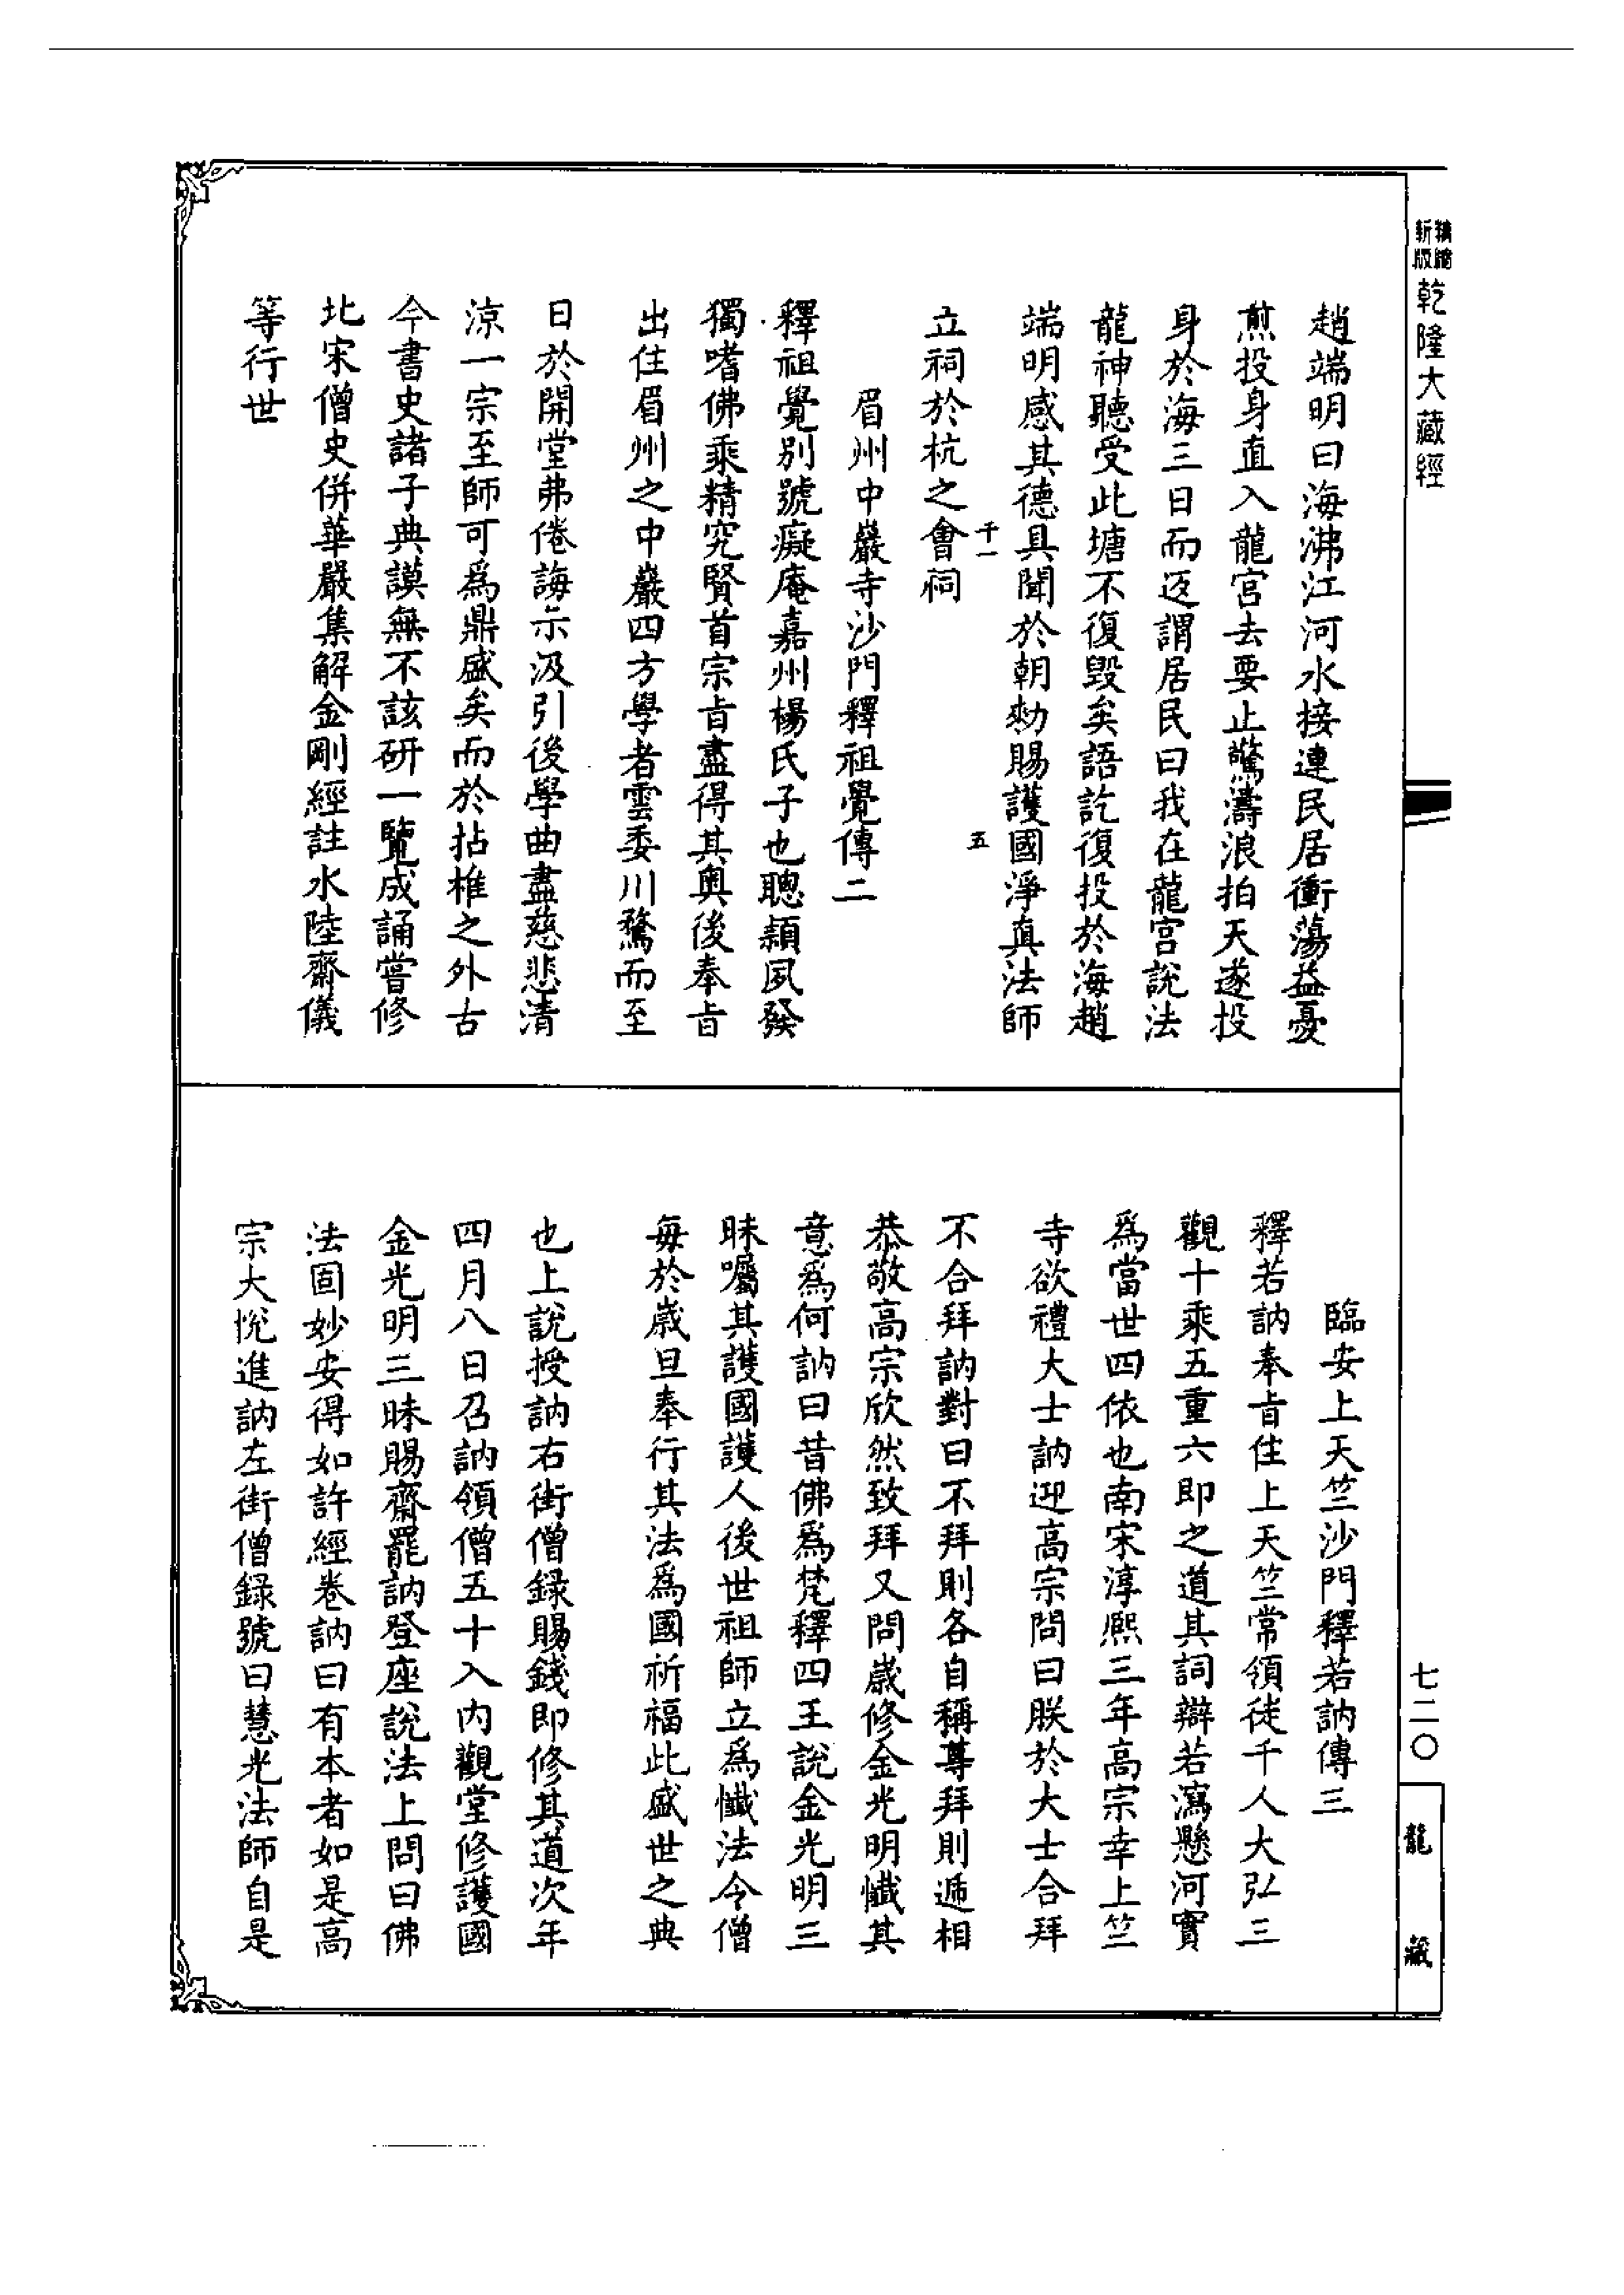 精縮新版 乾隆大藏經
趙端明曰海沸江河水接連民居衝蕩益憂
煎投身直入龍宮去要止驚濤浪拍天遂投
身於海三日而返謂居民曰我在龍宮說法
龍神聽受此塘不復毀矣語訖復投於海趙
端明感其德具聞於朝勑賜護國淨真法師
千一 五
立祠於杭之會祠
眉州中巖寺沙門釋祖覺傳二
釋祖覺別號癡庵嘉州楊氏子也聰穎夙發
獨嗜佛乘精究賢首宗旨盡得其奧後奉旨
出住眉州之中巖四方學者雲委川騖而至
日於開堂弗倦誨示汲引後學曲盡慈悲清
涼一宗至師可為鼎盛矣而於拈椎之外古
今書史諸子典謨無不該研一覽成誦嘗修
北宋僧史併華嚴集解金剛經註水陸齋儀
等行世
臨安上天竺沙門釋若訥傳三
釋若訥奉旨住上天竺常領徒千人大弘三
觀十乘五重六即之道其詞辯若瀉懸河實
爲當世四依也南宋淳熙三年高宗幸上竺
寺欲禮大士訥迎高宗問曰朕於大士合拜
不合拜訥對曰不拜則各自稱尊拜則遞相
恭敬高宗欣然致拜又問歲修金光明懺其
意爲何訥曰昔佛爲梵釋四王說金光明三
昧囑其護國護人後世祖師立爲懺法令僧
每於歲旦奉行其法爲國祈福此盛世之典
也上說授訥右街僧録賜錢即修其道次年
四月八日召訥領僧五十入內觀堂修護國
金光明三昧賜齋罷訥登座說法上問曰佛
法固妙安得如許經卷訥曰有本者如是高
宗大悅進訥左街僧録號曰慧光法師自是
七二〇
龍藏